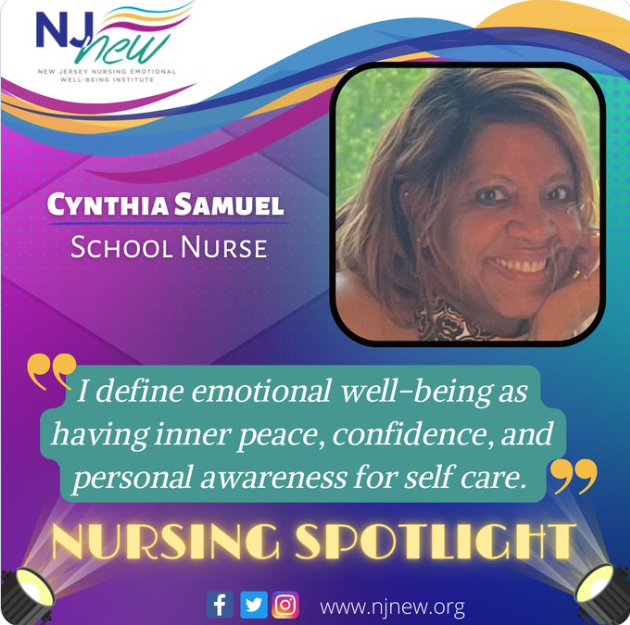 NJ
new
NEW JERSEY NURSING EMOTIONAL
WELL-BEING INSTITUTE
CYNTHIA SAMUEL
SCHOOL NURSE
"I define emotional well-being as
having inner peace, confidence, and
personal awareness for self care."
NURSING SPOTLIGHT
www.njnew.org